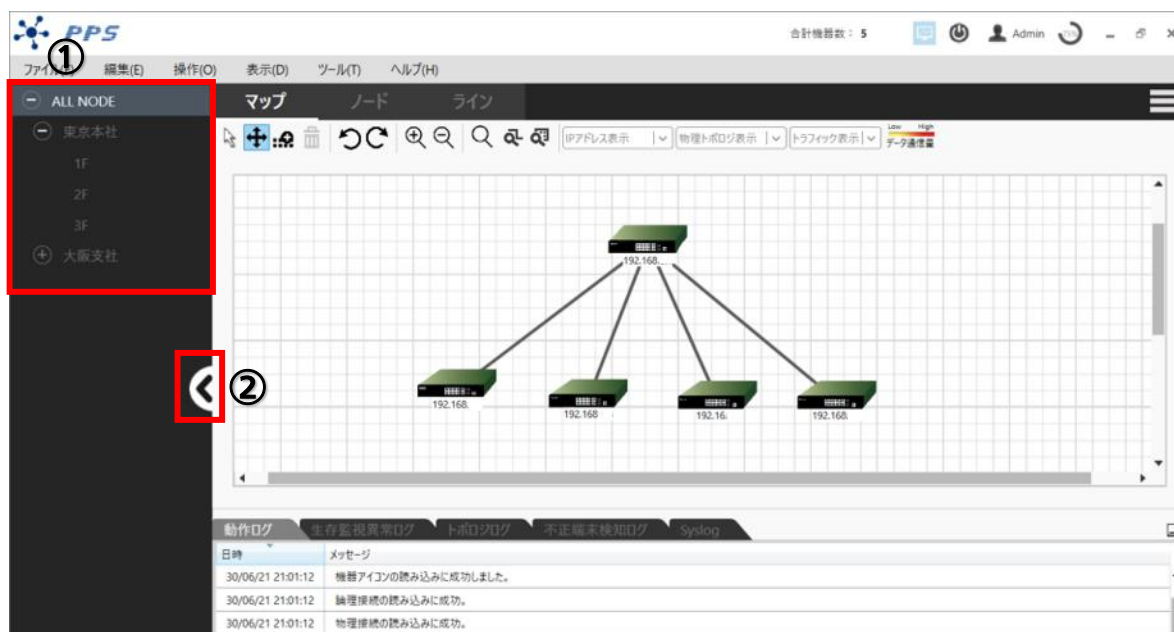 PPS
合計機器数： 5
Admin
①
編集(E) 操作(O) 表示(D) ツール(T) ヘルプ(H)
ALL NODE
東京本社
1F
2F
3F
大阪支社
マップ ノード ライン
IPアドレス表示 物理トポロジ表示 トラフィック表示 Low High
データ通信量
192.168.
192.168.
192.168
192.16.
192.168.
②
動作ログ 生存監視異常ログ トポロジログ 不正端末検知ログ Syslog
日時 メッセージ
30/06/21 21:01:12 機器アイコンの読み込みに成功しました。
30/06/21 21:01:12 論理接続の読み込みに成功。
30/06/21 21:01:12 物理接続の読み込みに成功。